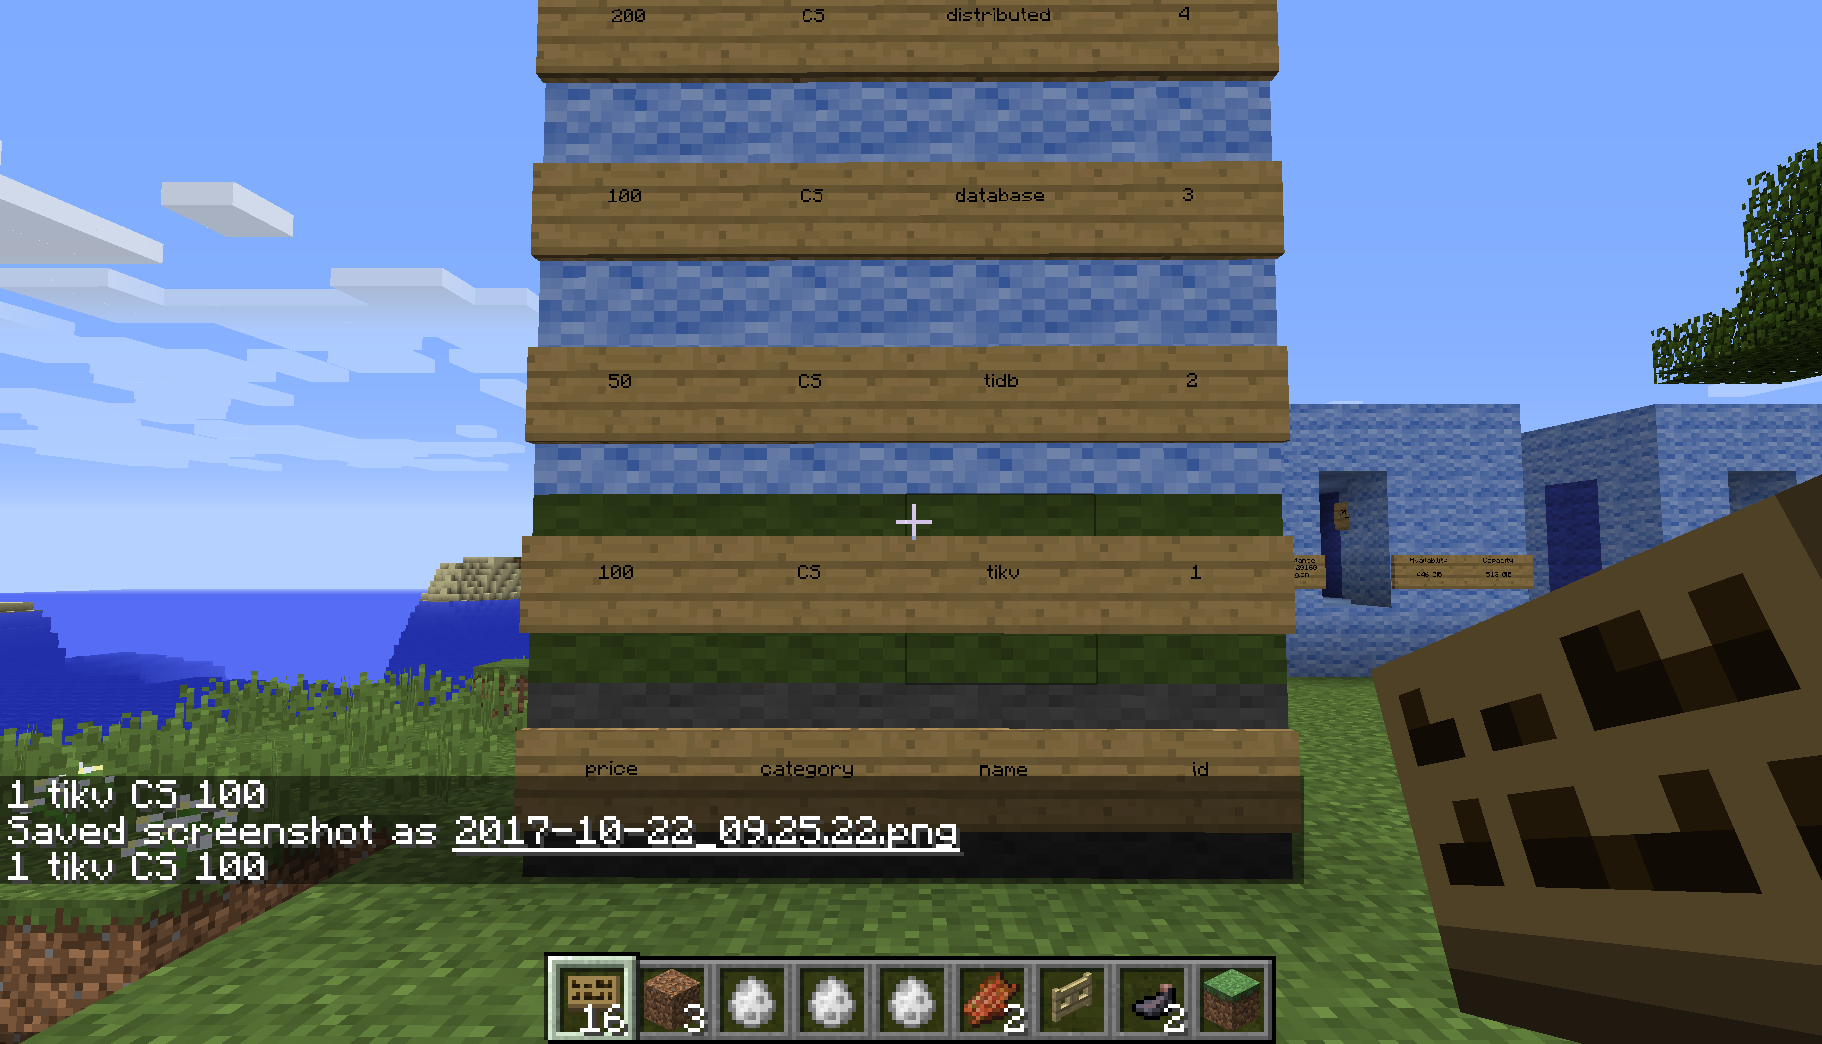 200 CS distributed 4
100 CS database 3
50 CS tidb 2
100 CS tikv 1
price category name id
Availability Capacity
1 tikv CS 100
Saved screenshot as 2017-10-22_09.25.22.png
1 tikv CS 100
16 3 2 2